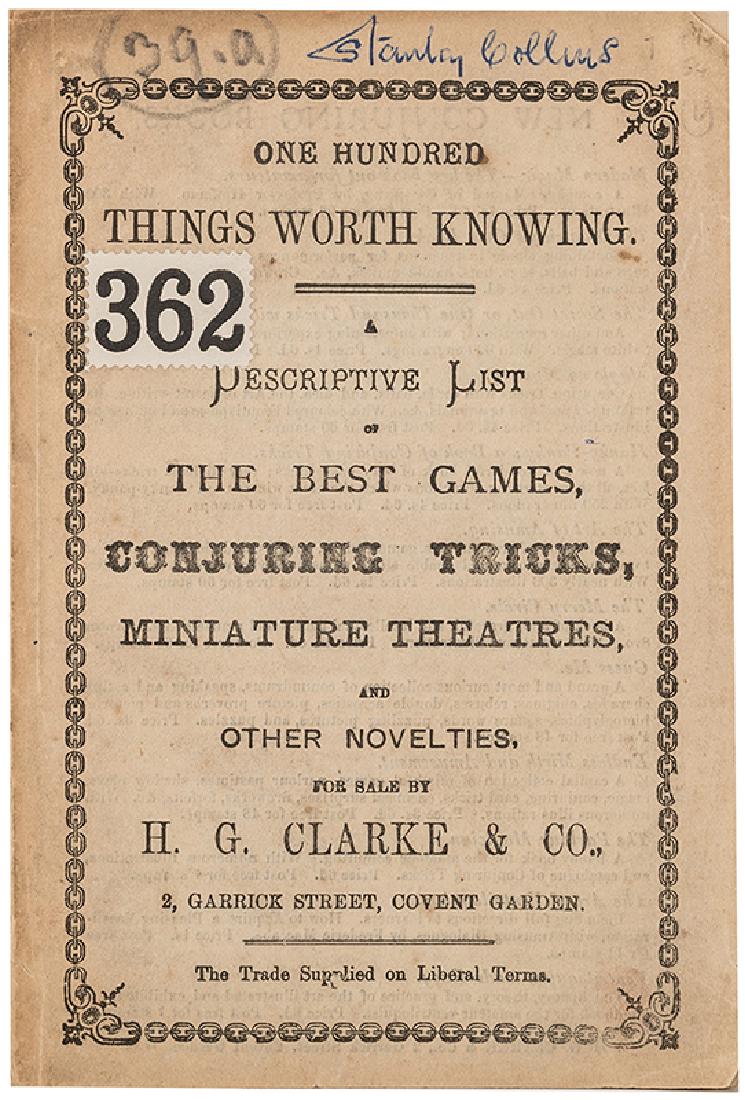 39.a
Stanley Collins
ONE HUNDRED
THINGS WORTH KNOWING.
362
A
DESCRIPTIVE LIST
OF
THE BEST GAMES,
CONJURING TRICKS,
MINIATURE THEATRES,
AND
OTHER NOVELTIES,
FOR SALE BY
H. G. CLARKE & CO.,
2, GARRICK STREET, COVENT GARDEN.
The Trade Supplied on Liberal Terms.